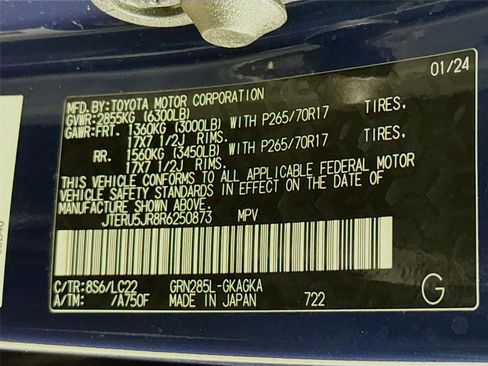 01/24
MFD. BY: TOYOTA MOTOR CORPORATION
GVWR: 2855KG (6300LB)
GAWR: FRT. 1360KG (3000LB) WITH P265/70R17 TIRES.
17X7 1/2J RIMS.
RR. 1560KG (3450LB) WITH P265/70R17 TIRES.
17X7 1/2J RIMS.
THIS VEHICLE CONFORMS TO ALL APPLICABLE FEDERAL MOTOR
VEHICLE SAFETY STANDARDS IN EFFECT ON THE DATE OF
MANUFACTURE SHOWN ABOVE.
JTERU5JR8R6250873 MPV
C/TR: 8S6/LC22 GRN285L-GKAGKA
A/TM: /A750F MADE IN JAPAN 722
G